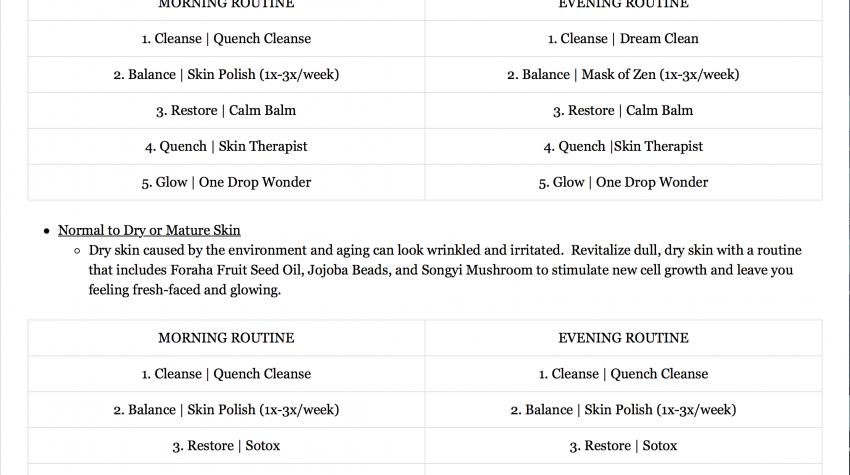 MORNING ROUTINE EVENING ROUTINE
1. Cleanse | Quench Cleanse 1. Cleanse | Dream Clean
2. Balance | Skin Polish (1x-3x/week) 2. Balance | Mask of Zen (1x-3x/week)
3. Restore | Calm Balm 3. Restore | Calm Balm
4. Quench | Skin Therapist 4. Quench |Skin Therapist
5. Glow | One Drop Wonder 5. Glow | One Drop Wonder
• Normal to Dry or Mature Skin
◦ Dry skin caused by the environment and aging can look wrinkled and irritated. Revitalize dull, dry skin with a routine
that includes Foraha Fruit Seed Oil, Jojoba Beads, and Songyi Mushroom to stimulate new cell growth and leave you
feeling fresh-faced and glowing.
MORNING ROUTINE EVENING ROUTINE
1. Cleanse | Quench Cleanse 1. Cleanse | Quench Cleanse
2. Balance | Skin Polish (1x-3x/week) 2. Balance | Skin Polish (1x-3x/week)
3. Restore | Sotox 3. Restore | Sotox